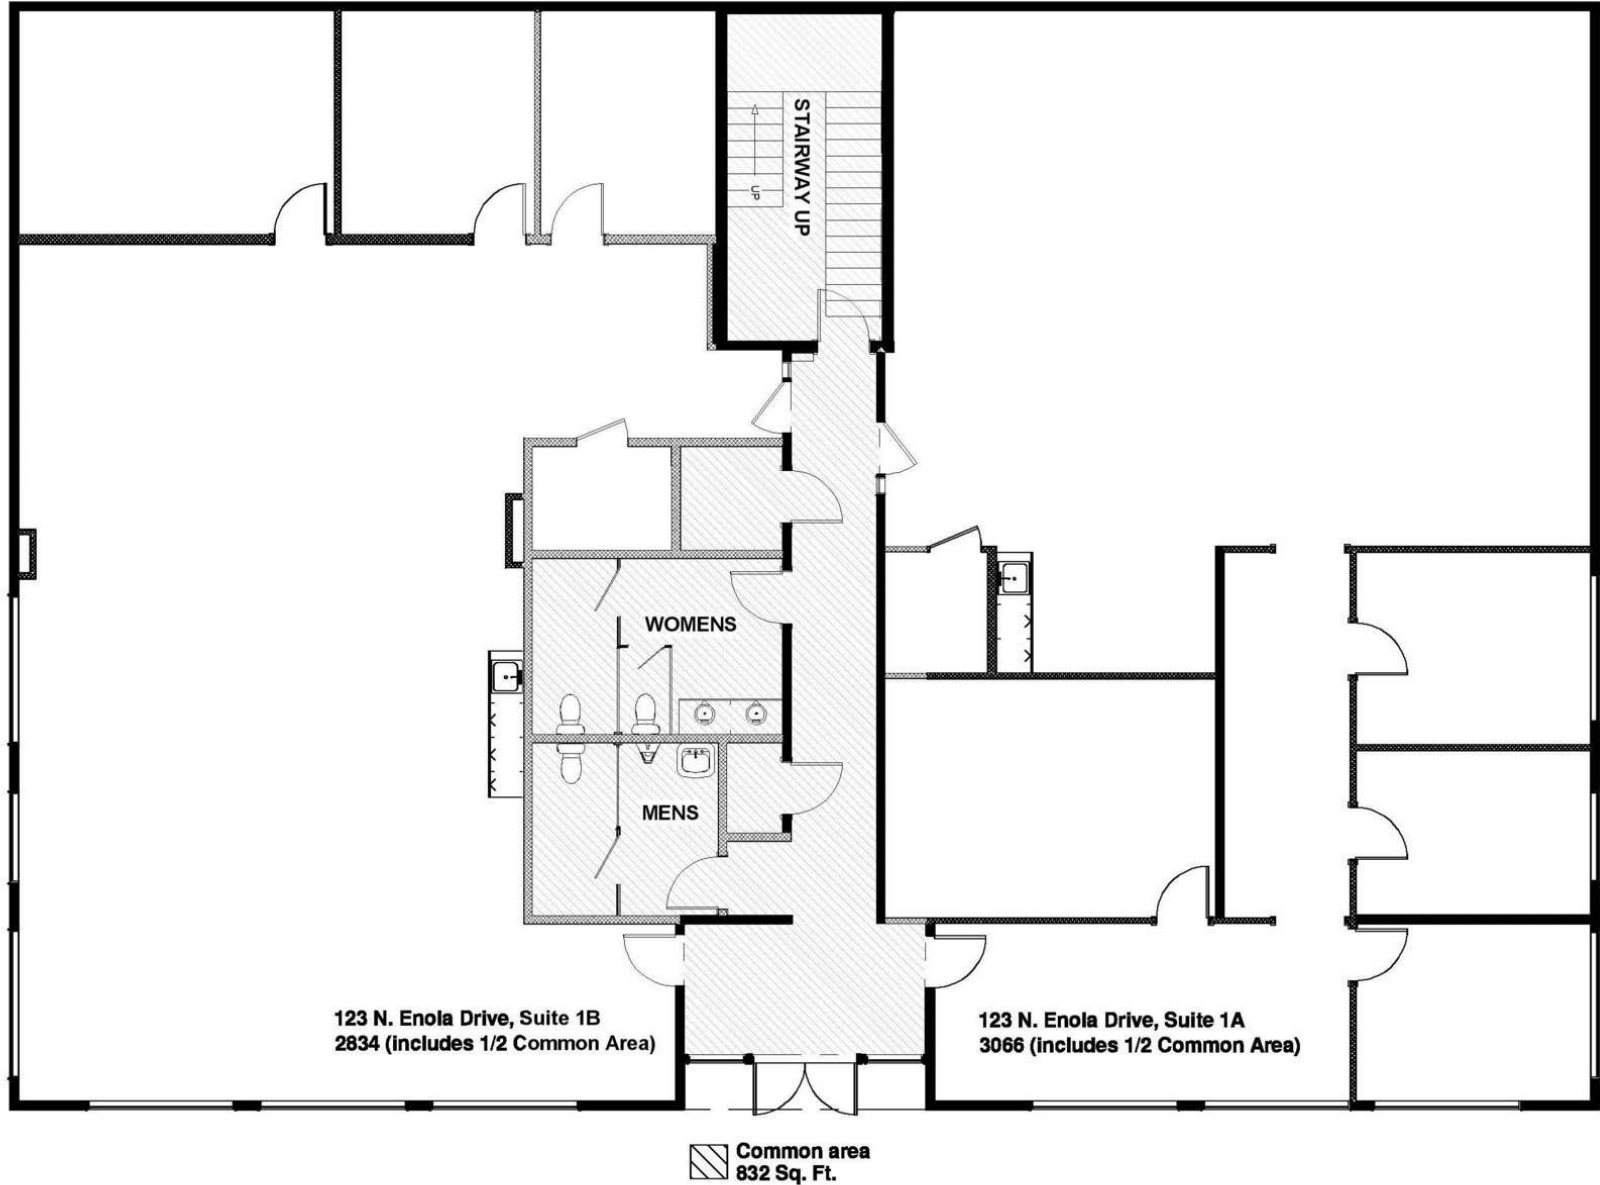 STAIRWAY UP
UP
WOMENS
MENS
123 N. Enola Drive, Suite 1B
2834 (includes 1/2 Common Area)
123 N. Enola Drive, Suite 1A
3066 (includes 1/2 Common Area)
Common area
832 Sq. Ft.